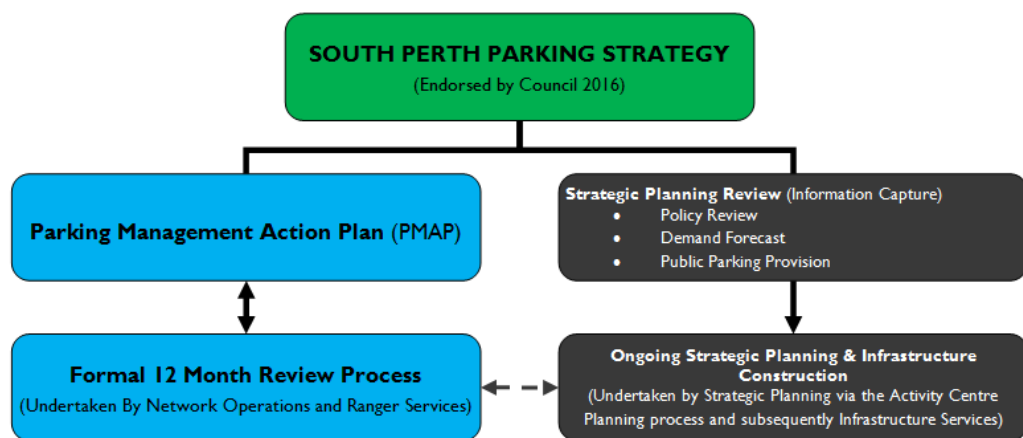 SOUTH PERTH PARKING STRATEGY
(Endorsed by Council 2016)
Parking Management Action Plan (PMAP)
Strategic Planning Review (Information Capture)
• Policy Review
• Demand Forecast
• Public Parking Provision
Formal 12 Month Review Process
(Undertaken By Network Operations and Ranger Services)
Ongoing Strategic Planning & Infrastructure
Construction
(Undertaken by Strategic Planning via the Activity Centre
Planning process and subsequently Infrastructure Services)